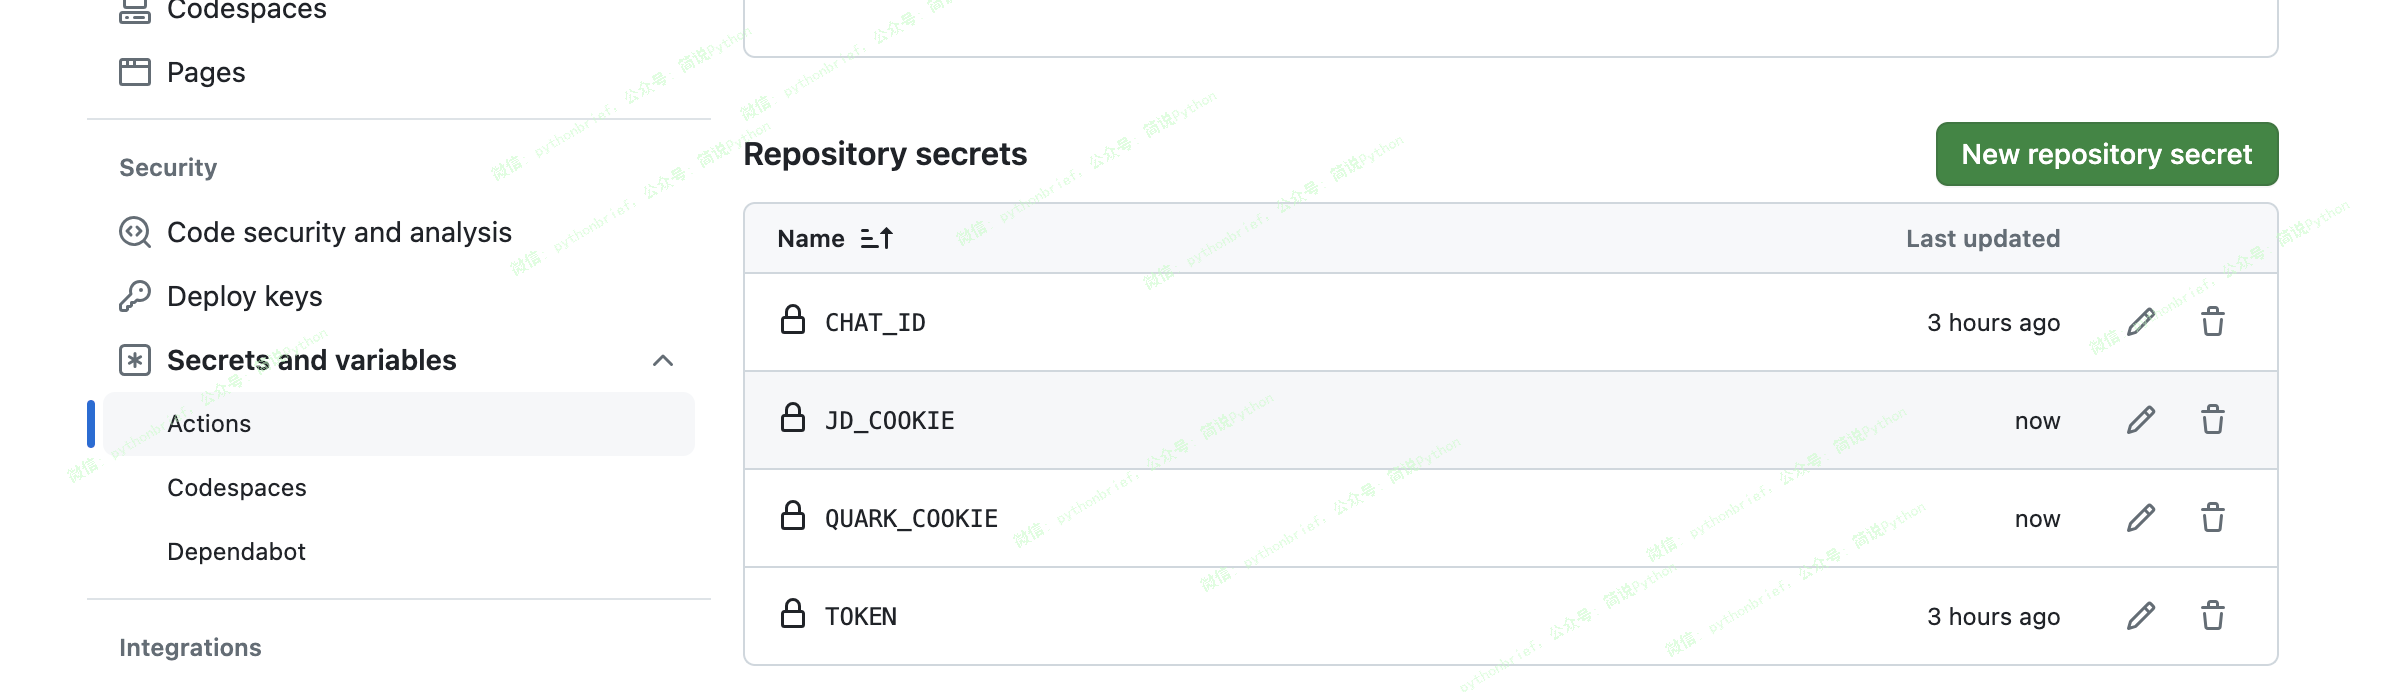 Codespaces
Pages
Security
Code security and analysis
Deploy keys
Secrets and variables
Actions
Codespaces
Dependabot
Integrations
Repository secrets
New repository secret
Name
Last updated
CHAT_ID
3 hours ago
JD_COOKIE
now
QUARK_COOKIE
now
TOKEN
3 hours ago
微信: pythonbrief, 公众号: 简说Python